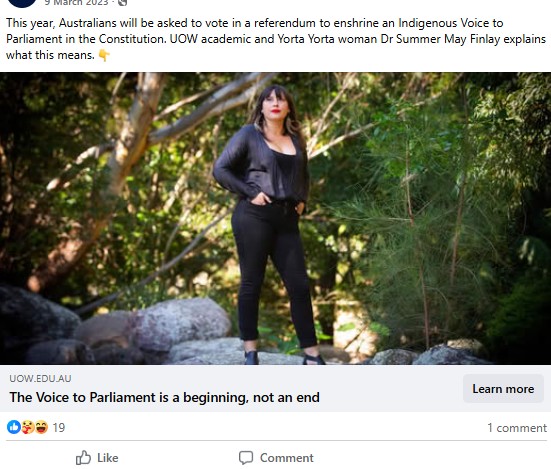 9 March 2023 ·
This year, Australians will be asked to vote in a referendum to enshrine an Indigenous Voice to
Parliament in the Constitution. UOW academic and Yorta Yorta woman Dr Summer May Finlay explains
what this means. 👇
UOW.EDU.AU
The Voice to Parliament is a beginning, not an end
Learn more
19
1 comment
Like
Comment